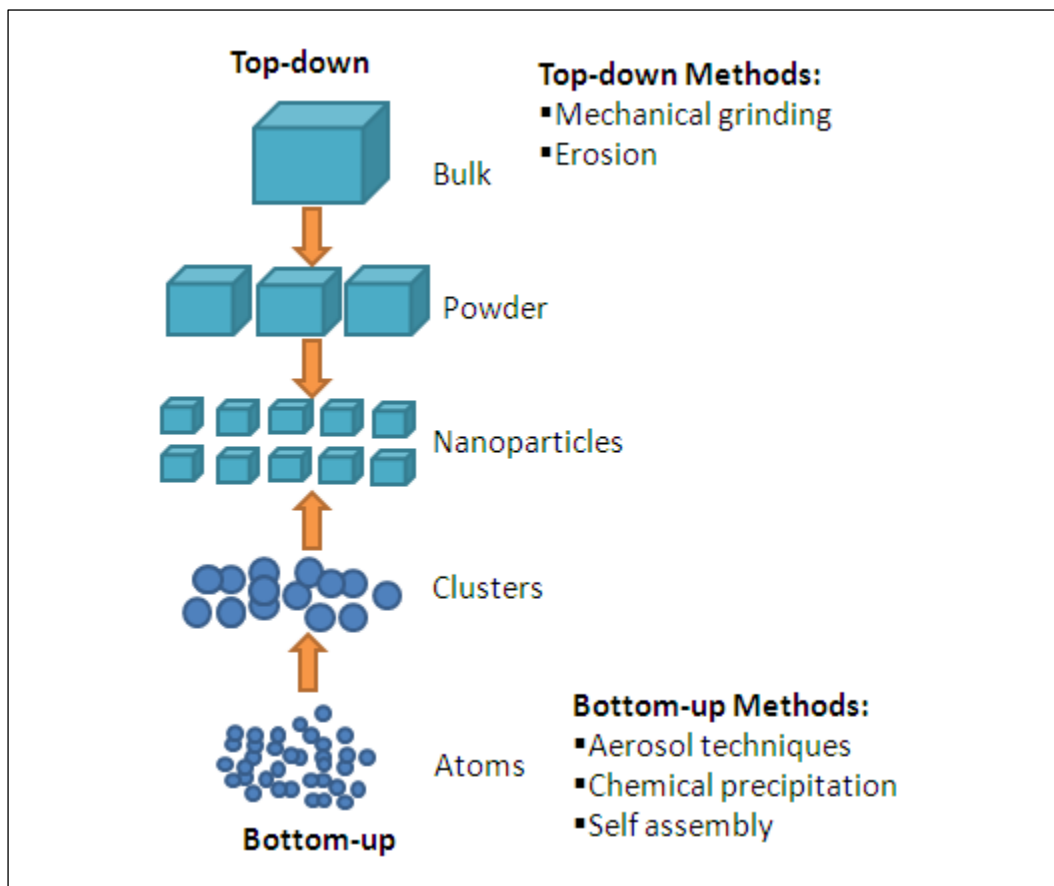 Top-down
Top-down Methods:
▪Mechanical grinding
▪Erosion
Bulk
Powder
Nanoparticles
Clusters
Bottom-up Methods:
▪Aerosol techniques
Atoms
▪Chemical precipitation
▪Self assembly
Bottom-up